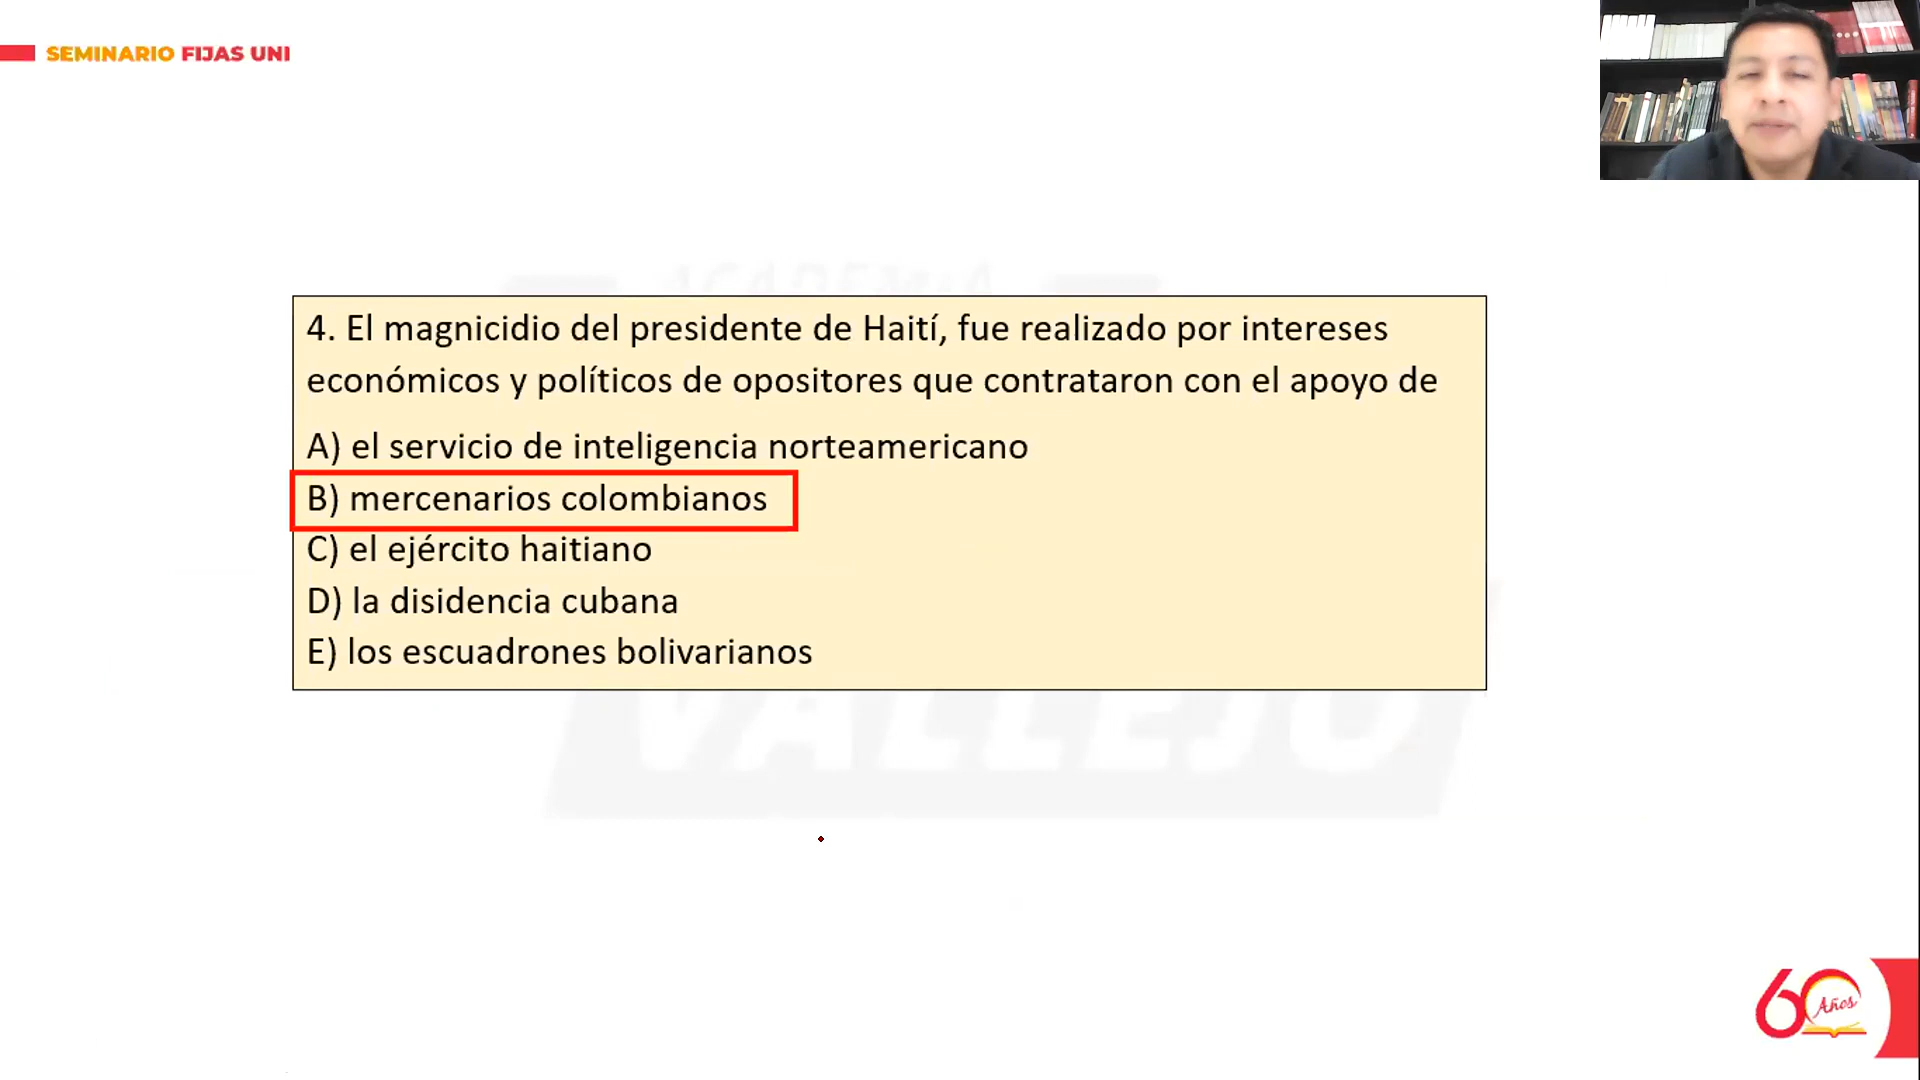 SEMINARIO FIJAS UNI
ACADEMIA
4. El magnicidio del presidente de Haití, fue realizado por intereses
económicos y políticos de opositores que contrataron con el apoyo de
A) el servicio de inteligencia norteamericano
B) mercenarios colombianos
C) el ejército haitiano
D) la disidencia cubana
E) los escuadrones bolivarianos
VALLEJO
60 Años